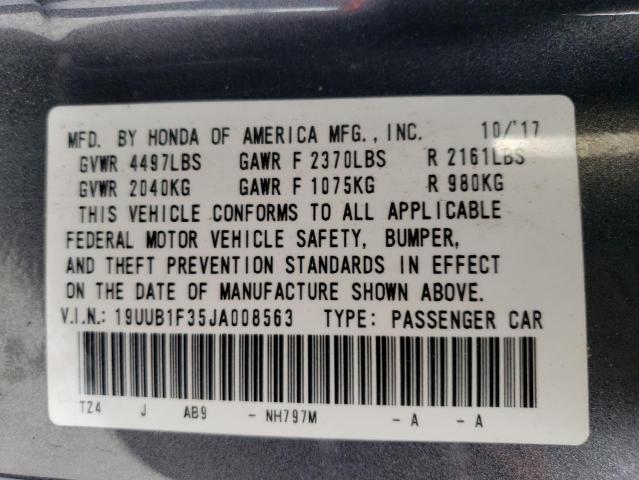 MFD. BY HONDA OF AMERICA MFG., INC. 10/'17
GVWR 4497LBS GAWR F 2370LBS R 2161LBS
GVWR 2040KG GAWR F 1075KG R 980KG
THIS VEHICLE CONFORMS TO ALL APPLICABLE
FEDERAL MOTOR VEHICLE SAFETY, BUMPER,
AND THEFT PREVENTION STANDARDS IN EFFECT
ON THE DATE OF MANUFACTURE SHOWN ABOVE.
V.I.N.: 19UUB1F35JA008563 TYPE: PASSENGER CAR
TZ4 J AB9 - NH797M - A - A